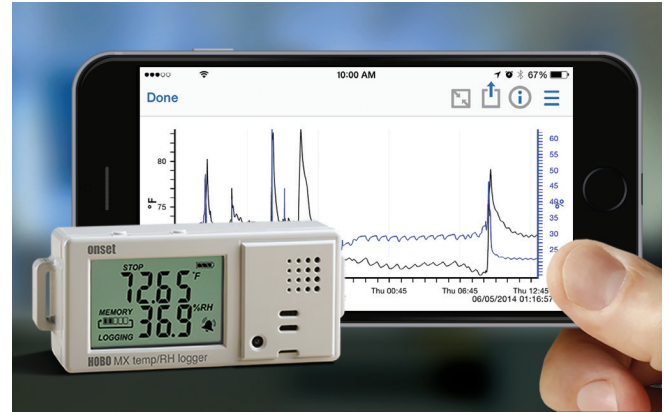 10:00 AM
67%
Done
80
75
°F
60
55
50
45
40
35
30
25
Thu 00:45
Thu 06:45
Thu 12:45
06/05/2014 01:16:57
onset
STOP
72.65 °F
MEMORY
36.9 %RH
LOGGING
HOBO MX temp/RH logger